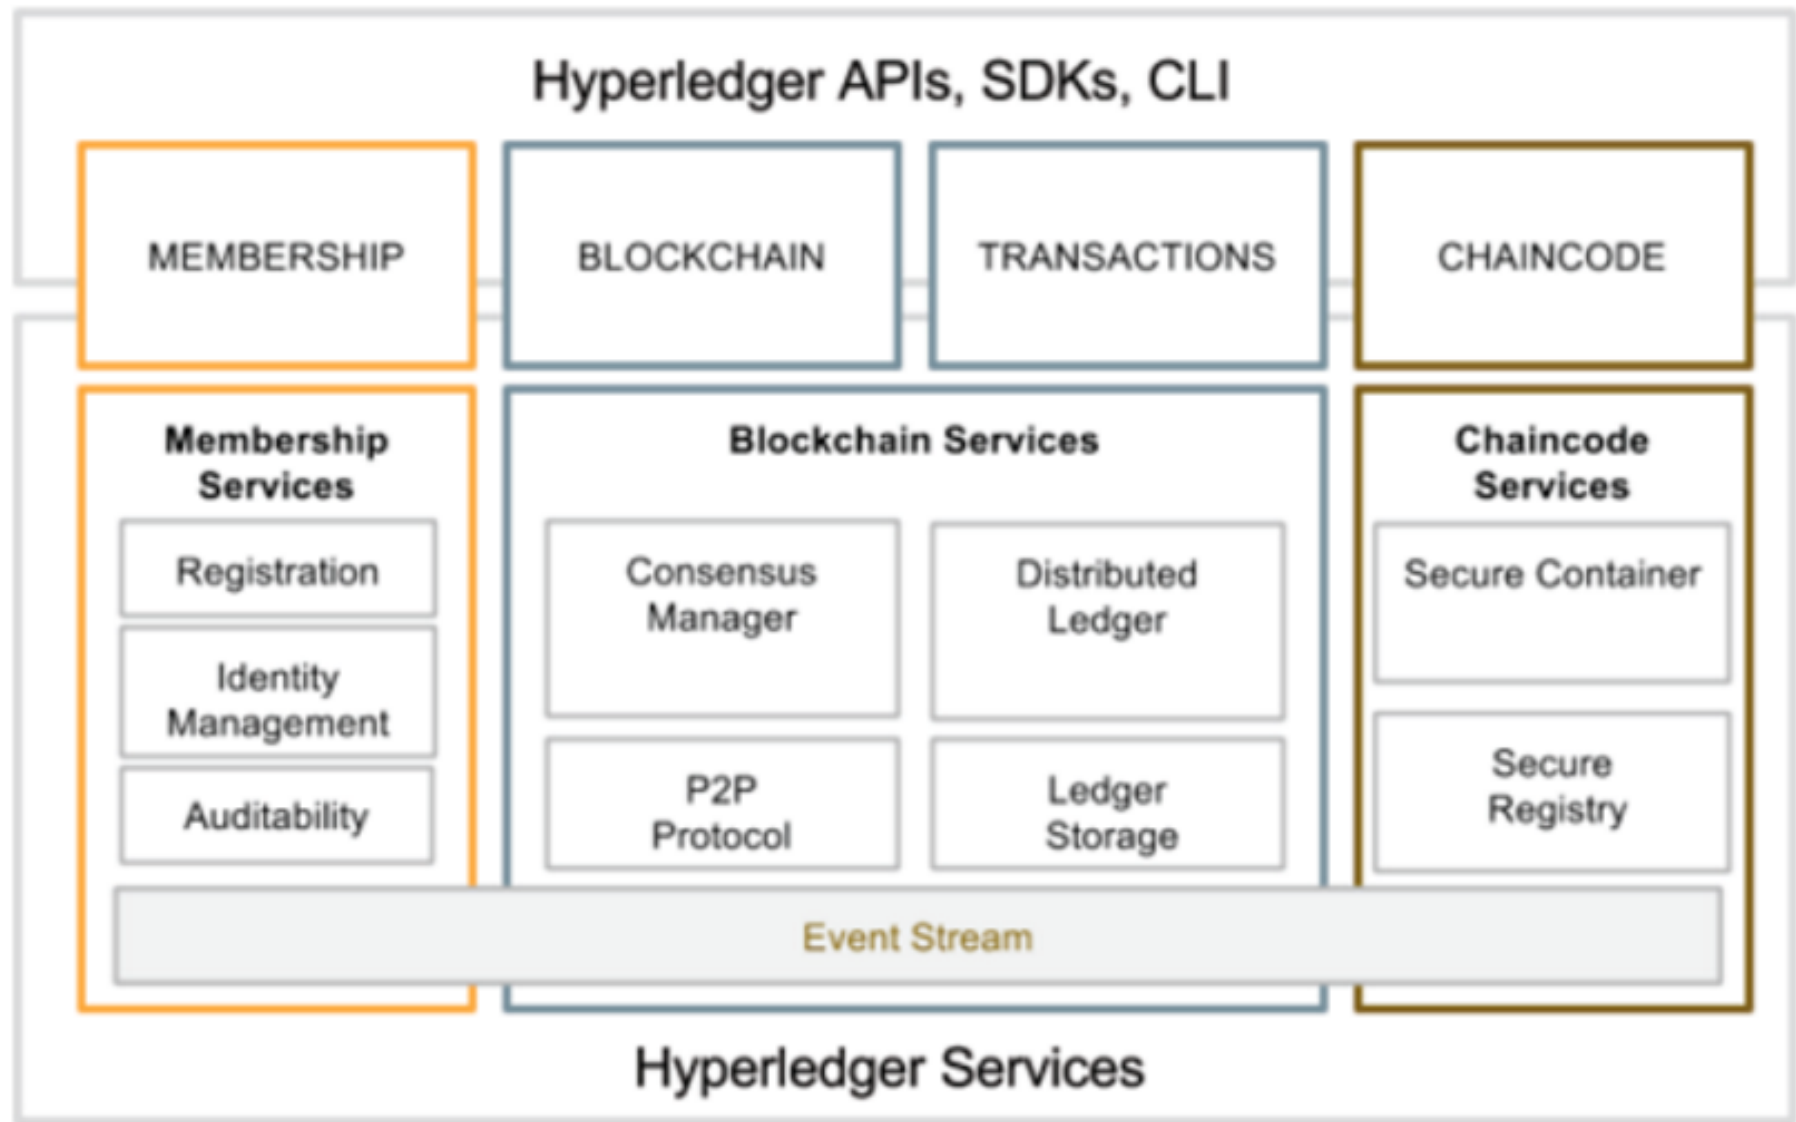 Hyperledger APIs, SDKs, CLI
MEMBERSHIP
BLOCKCHAIN
TRANSACTIONS
CHAINCODE
Membership
Services
Registration
Identity
Management
Auditability
Blockchain Services
Consensus
Manager
Distributed
Ledger
P2P
Protocol
Ledger
Storage
Chaincode
Services
Secure Container
Secure
Registry
Event Stream
Hyperledger Services